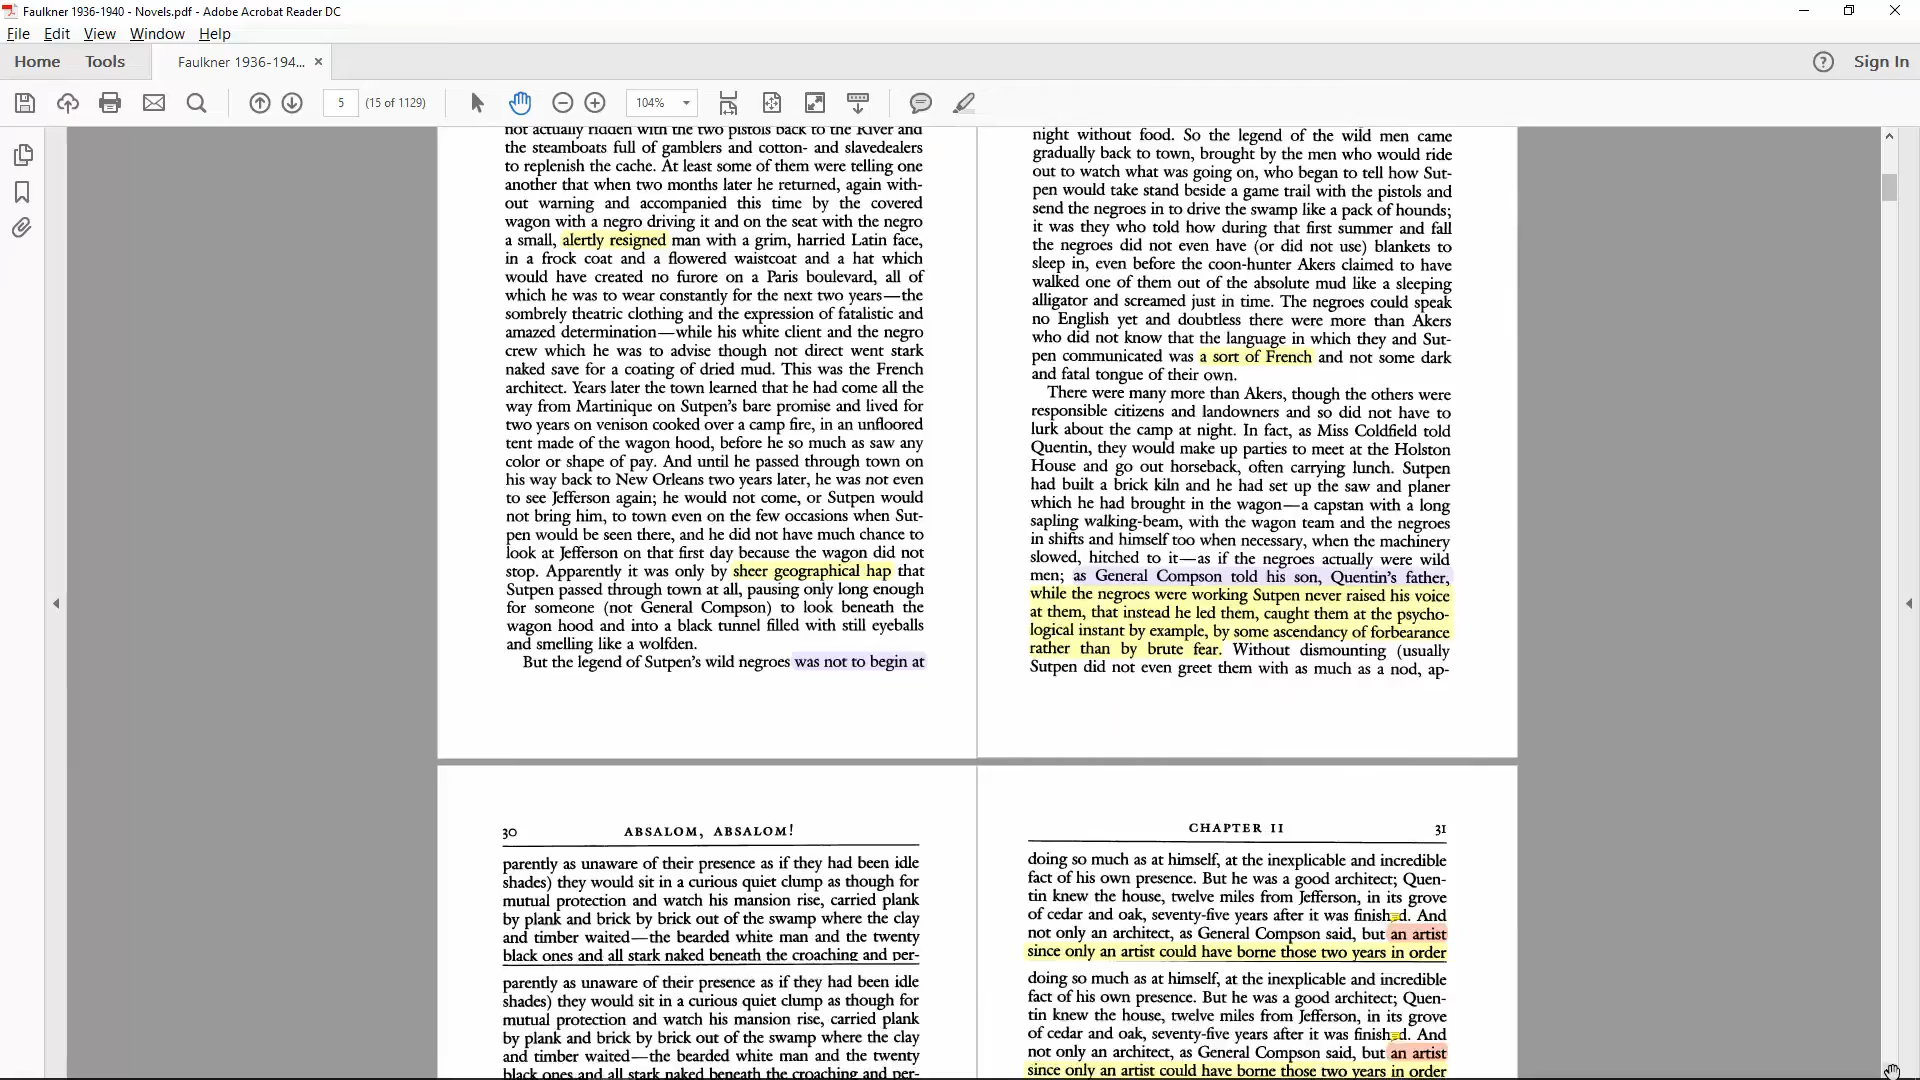 Faulkner 1936-1940 - Novels.pdf - Adobe Acrobat Reader DC
File Edit View Window Help
Home Tools Faulkner 1936-194... × Sign In
5 (15 of 1129) 104%
not actually ridden with the two pistols back to the River and
the steamboats full of gamblers and cotton- and slavedealers
to replenish the cache. At least some of them were telling one
another that when two months later he returned, again with-
out warning and accompanied this time by the covered
wagon with a negro driving it and on the seat with the negro
a small, alertly resigned man with a grim, harried Latin face,
in a frock coat and a flowered waistcoat and a hat which
would have created no furore on a Paris boulevard, all of
which he was to wear constantly for the next two years—the
sombrely theatric clothing and the expression of fatalistic and
amazed determination—while his white client and the negro
crew which he was to advise though not direct went stark
naked save for a coating of dried mud. This was the French
architect. Years later the town learned that he had come all the
way from Martinique on Sutpen's bare promise and lived for
two years on venison cooked over a camp fire, in an unfloored
tent made of the wagon hood, before he so much as saw any
color or shape of pay. And until he passed through town on
his way back to New Orleans two years later, he was not even
to see Jefferson again; he would not come, or Sutpen would
not bring him, to town even on the few occasions when Sut-
pen would be seen there, and he did not have much chance to
look at Jefferson on that first day because the wagon did not
stop. Apparently it was only by sheer geographical hap that
Sutpen passed through town at all, pausing only long enough
for someone (not General Compson) to look beneath the
wagon hood and into a black tunnel filled with still eyeballs
and smelling like a wolfden.
But the legend of Sutpen's wild negroes was not to begin at
night without food. So the legend of the wild men came
gradually back to town, brought by the men who would ride
out to watch what was going on, who began to tell how Sut-
pen would take stand beside a game trail with the pistols and
send the negroes in to drive the swamp like a pack of hounds;
it was they who told how during that first summer and fall
the negroes did not even have (or did not use) blankets to
sleep in, even before the coon-hunter Akers claimed to have
walked one of them out of the absolute mud like a sleeping
alligator and screamed just in time. The negroes could speak
no English yet and doubtless there were more than Akers
who did not know that the language in which they and Sut-
pen communicated was a sort of French and not some dark
and fatal tongue of their own.
There were many more than Akers, though the others were
responsible citizens and landowners and so did not have to
lurk about the camp at night. In fact, as Miss Coldfield told
Quentin, they would make up parties to meet at the Holston
House and go out horseback, often carrying lunch. Sutpen
had built a brick kiln and he had set up the saw and planer
which he had brought in the wagon—a capstan with a long
sapling walking-beam, with the wagon team and the negroes
in shifts and himself too when necessary, when the machinery
slowed, hitched to it—as if the negroes actually were wild
men; as General Compson told his son, Quentin's father,
while the negroes were working Sutpen never raised his voice
at them, that instead he led them, caught them at the psycho-
logical instant by example, by some ascendancy of forbearance
rather than by brute fear. Without dismounting (usually
Sutpen did not even greet them with as much as a nod, ap-
30 ABSALOM, ABSALOM!
parently as unaware of their presence as if they had been idle
shades) they would sit in a curious quiet clump as though for
mutual protection and watch his mansion rise, carried plank
by plank and brick by brick out of the swamp where the clay
and timber waited—the bearded white man and the twenty
black ones and all stark naked beneath the croaching and per-
parently as unaware of their presence as if they had been idle
shades) they would sit in a curious quiet clump as though for
mutual protection and watch his mansion rise, carried plank
by plank and brick by brick out of the swamp where the clay
and timber waited—the bearded white man and the twenty
black ones and all stark naked beneath the croaching and per-
CHAPTER II 31
doing so much as at himself, at the inexplicable and incredible
fact of his own presence. But he was a good architect; Quen-
tin knew the house, twelve miles from Jefferson, in its grove
of cedar and oak, seventy-five years after it was finished. And
not only an architect, as General Compson said, but an artist
since only an artist could have borne those two years in order
doing so much as at himself, at the inexplicable and incredible
fact of his own presence. But he was a good architect; Quen-
tin knew the house, twelve miles from Jefferson, in its grove
of cedar and oak, seventy-five years after it was finished. And
not only an architect, as General Compson said, but an artist
since only an artist could have borne those two years in order